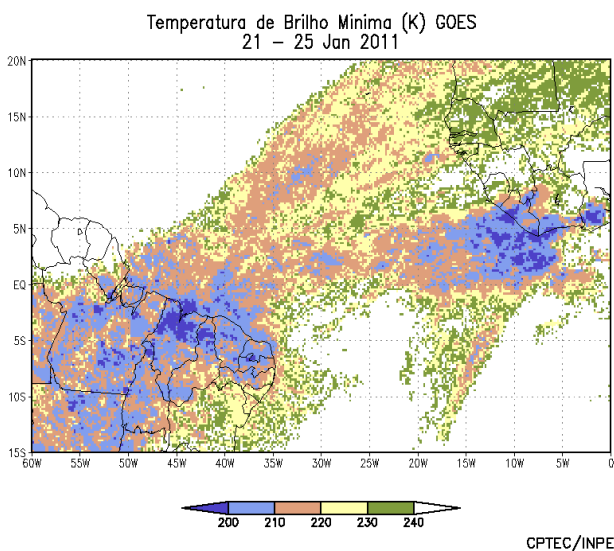 Temperatura de Brilho Minima (K) GOES
21 – 25 Jan 2011
20N
15N
10N
5N
EQ
5S
10S
15S
60W 55W 50W 45W 40W 35W 30W 25W 20W 15W 10W 5W 0
200 210 220 230 240
CPTEC/INPE